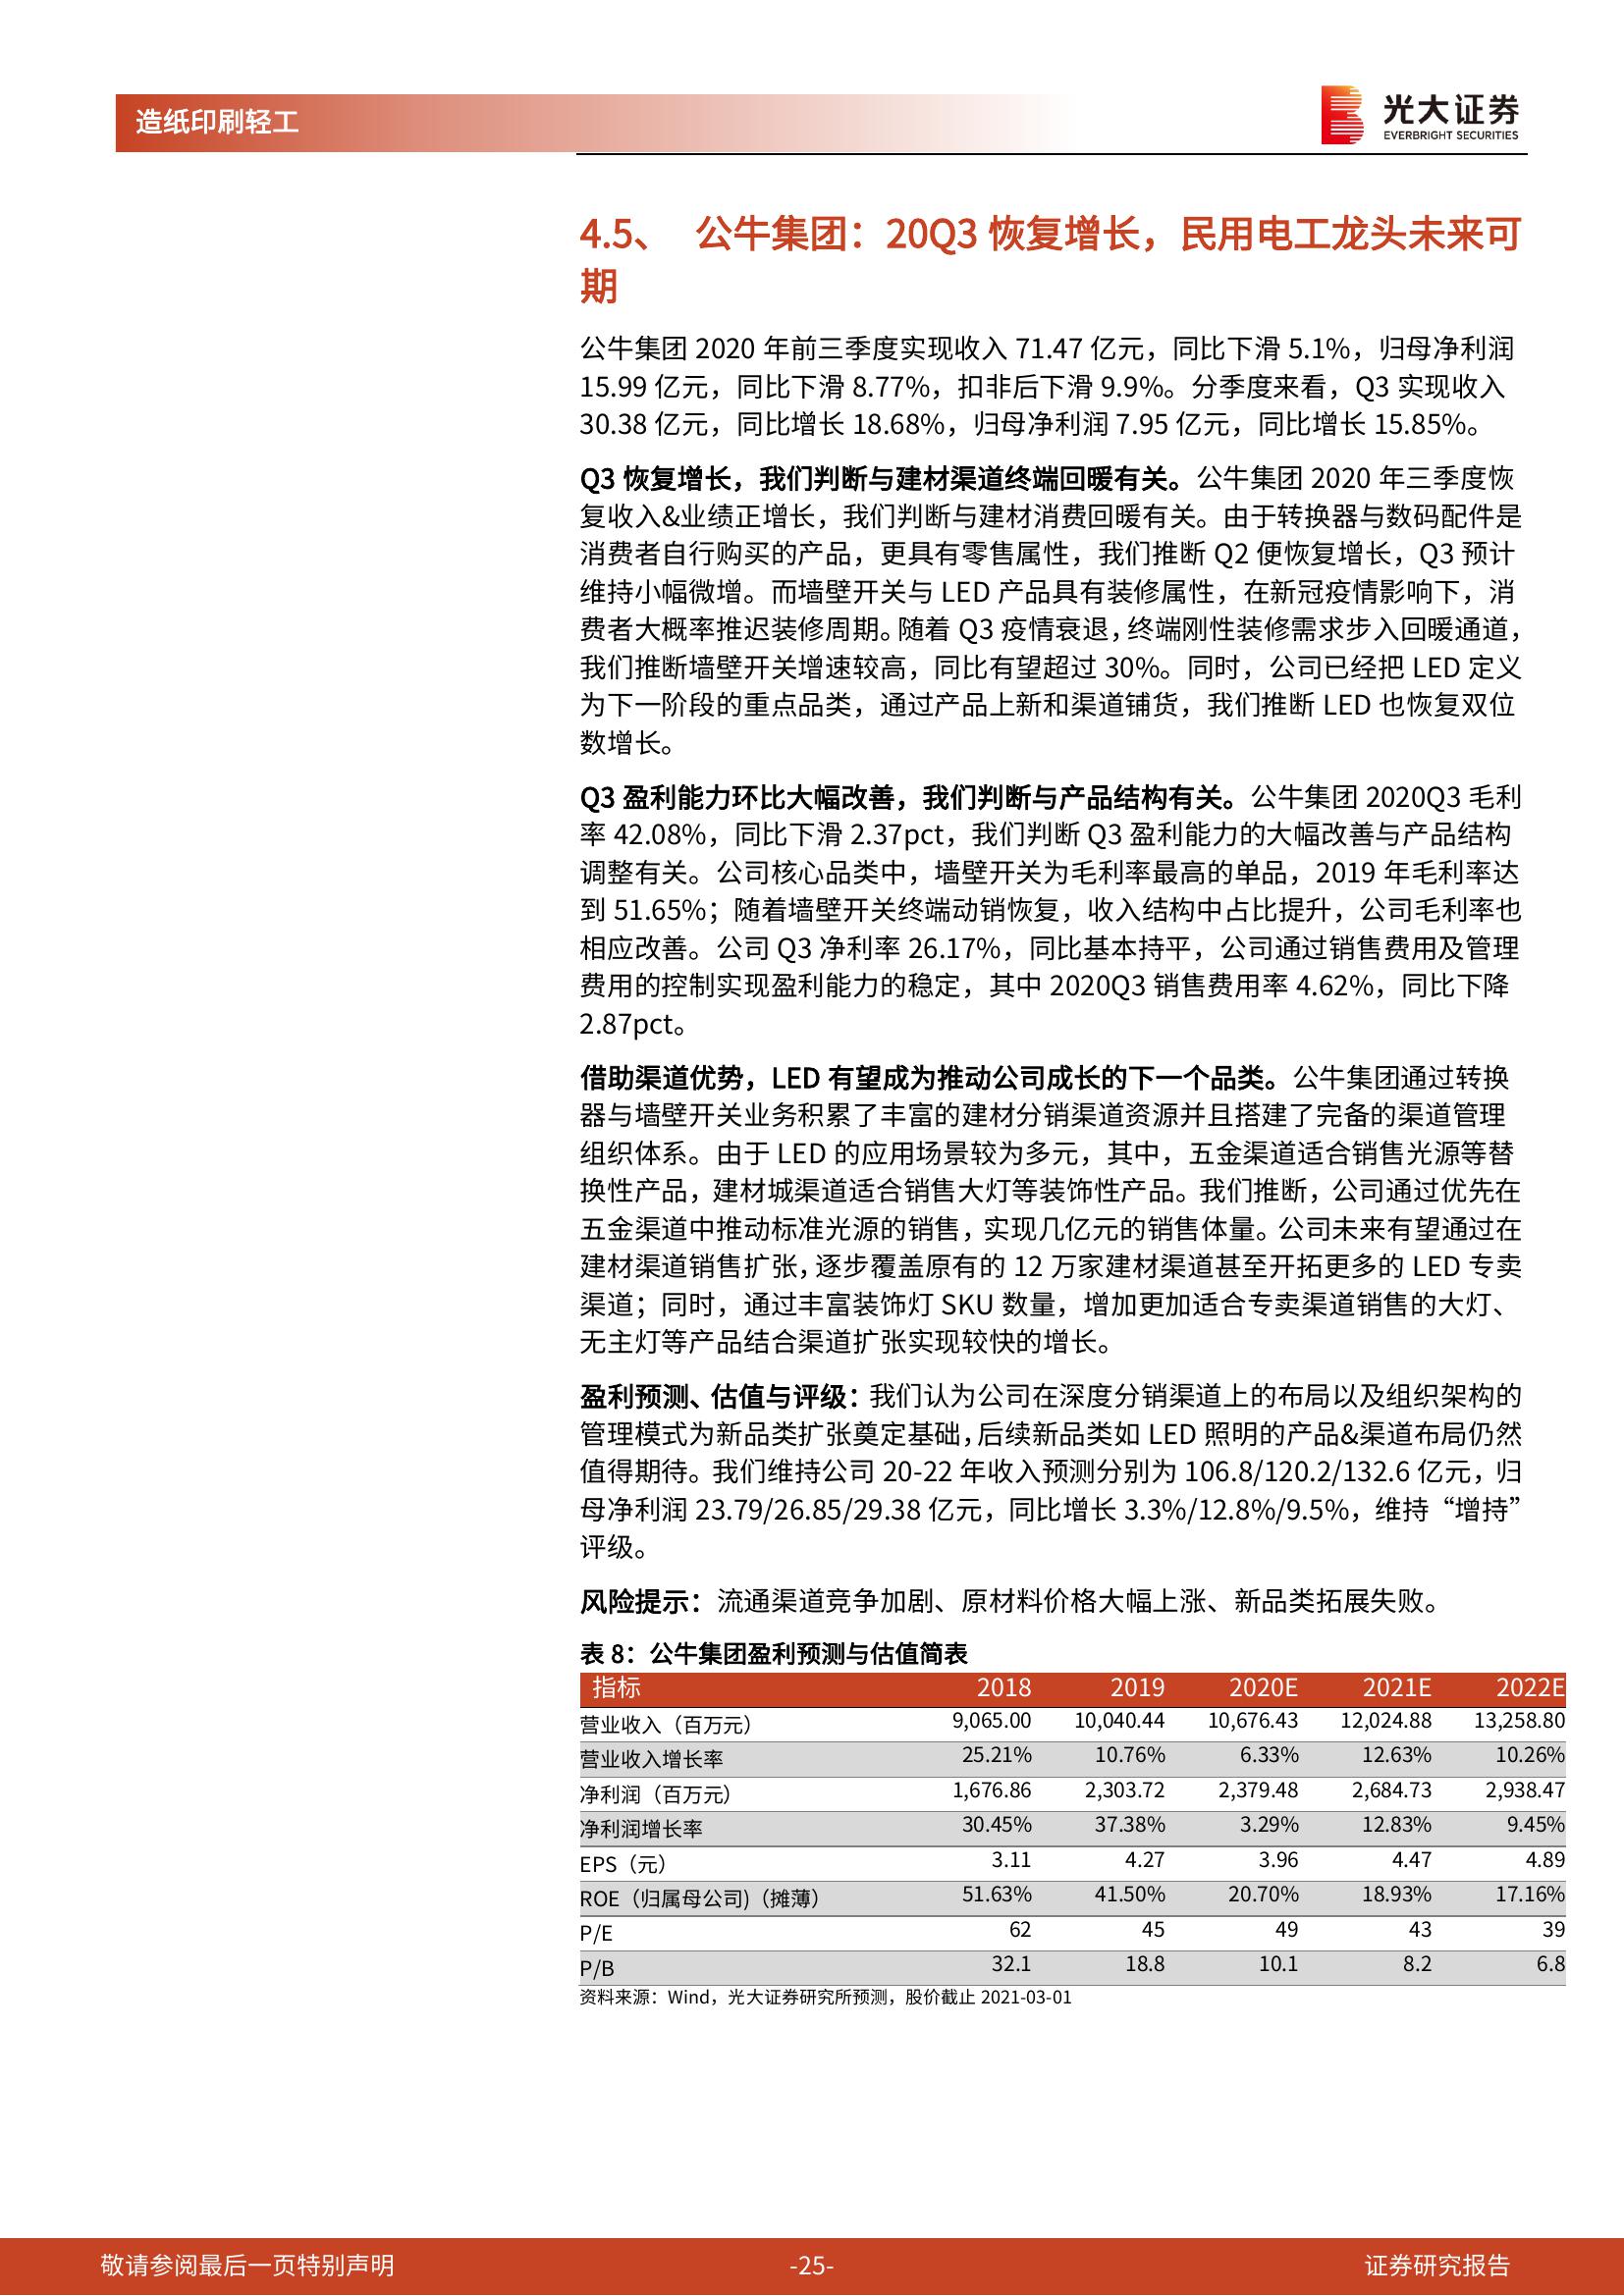 造纸印刷轻工
光大证券
EVERBRIGHT SECURITIES
4.5、 公牛集团：20Q3 恢复增长，民用电工龙头未来可
期
公牛集团 2020 年前三季度实现收入 71.47 亿元，同比下滑 5.1%，归母净利润
15.99 亿元，同比下滑 8.77%，扣非后下滑 9.9%。分季度来看，Q3 实现收入
30.38 亿元，同比增长 18.68%，归母净利润 7.95 亿元，同比增长 15.85%。
Q3 恢复增长，我们判断与建材渠道终端回暖有关。公牛集团 2020 年三季度恢
复收入&业绩正增长，我们判断与建材消费回暖有关。由于转换器与数码配件是
消费者自行购买的产品，更具有零售属性，我们推断 Q2 便恢复增长，Q3 预计
维持小幅微增。而墙壁开关与 LED 产品具有装修属性，在新冠疫情影响下，消
费者大概率推迟装修周期。随着 Q3 疫情衰退，终端刚性装修需求步入回暖通道，
我们推断墙壁开关增速较高，同比有望超过 30%。同时，公司已经把 LED 定义
为下一阶段的重点品类，通过产品上新和渠道铺货，我们推断 LED 也恢复双位
数增长。
Q3 盈利能力环比大幅改善，我们判断与产品结构有关。公牛集团 2020Q3 毛利
率 42.08%，同比下滑 2.37pct，我们判断 Q3 盈利能力的大幅改善与产品结构
调整有关。公司核心品类中，墙壁开关为毛利率最高的单品，2019 年毛利率达
到 51.65%；随着墙壁开关终端动销恢复，收入结构中占比提升，公司毛利率也
相应改善。公司 Q3 净利率 26.17%，同比基本持平，公司通过销售费用及管理
费用的控制实现盈利能力的稳定，其中 2020Q3 销售费用率 4.62%，同比下降
2.87pct。
借助渠道优势，LED 有望成为推动公司成长的下一个品类。公牛集团通过转换
器与墙壁开关业务积累了丰富的建材分销渠道资源并且搭建了完备的渠道管理
组织体系。由于 LED 的应用场景较为多元，其中，五金渠道适合销售光源等替
换性产品，建材城渠道适合销售大灯等装饰性产品。我们推断，公司通过优先在
五金渠道中推动标准光源的销售，实现几亿元的销售体量。公司未来有望通过在
建材渠道销售扩张，逐步覆盖原有的 12 万家建材渠道甚至开拓更多的 LED 专卖
渠道；同时，通过丰富装饰灯 SKU 数量，增加更加适合专卖渠道销售的大灯、
无主灯等产品结合渠道扩张实现较快的增长。
盈利预测、估值与评级：我们认为公司在深度分销渠道上的布局以及组织架构的
管理模式为新品类扩张奠定基础，后续新品类如 LED 照明的产品&渠道布局仍然
值得期待。我们维持公司 20-22 年收入预测分别为 106.8/120.2/132.6 亿元，归
母净利润 23.79/26.85/29.38 亿元，同比增长 3.3%/12.8%/9.5%，维持“增持”
评级。
风险提示：流通渠道竞争加剧、原材料价格大幅上涨、新品类拓展失败。
表 8：公牛集团盈利预测与估值简表
指标 2018 2019 2020E 2021E 2022E
营业收入（百万元） 9,065.00 10,040.44 10,676.43 12,024.88 13,258.80
营业收入增长率 25.21% 10.76% 6.33% 12.63% 10.26%
净利润（百万元） 1,676.86 2,303.72 2,379.48 2,684.73 2,938.47
净利润增长率 30.45% 37.38% 3.29% 12.83% 9.45%
EPS（元） 3.11 4.27 3.96 4.47 4.89
ROE（归属母公司)（摊薄） 51.63% 41.50% 20.70% 18.93% 17.16%
P/E 62 45 49 43 39
P/B 32.1 18.8 10.1 8.2 6.8
资料来源：Wind，光大证券研究所预测，股价截止 2021-03-01
敬请参阅最后一页特别声明 -25- 证券研究报告